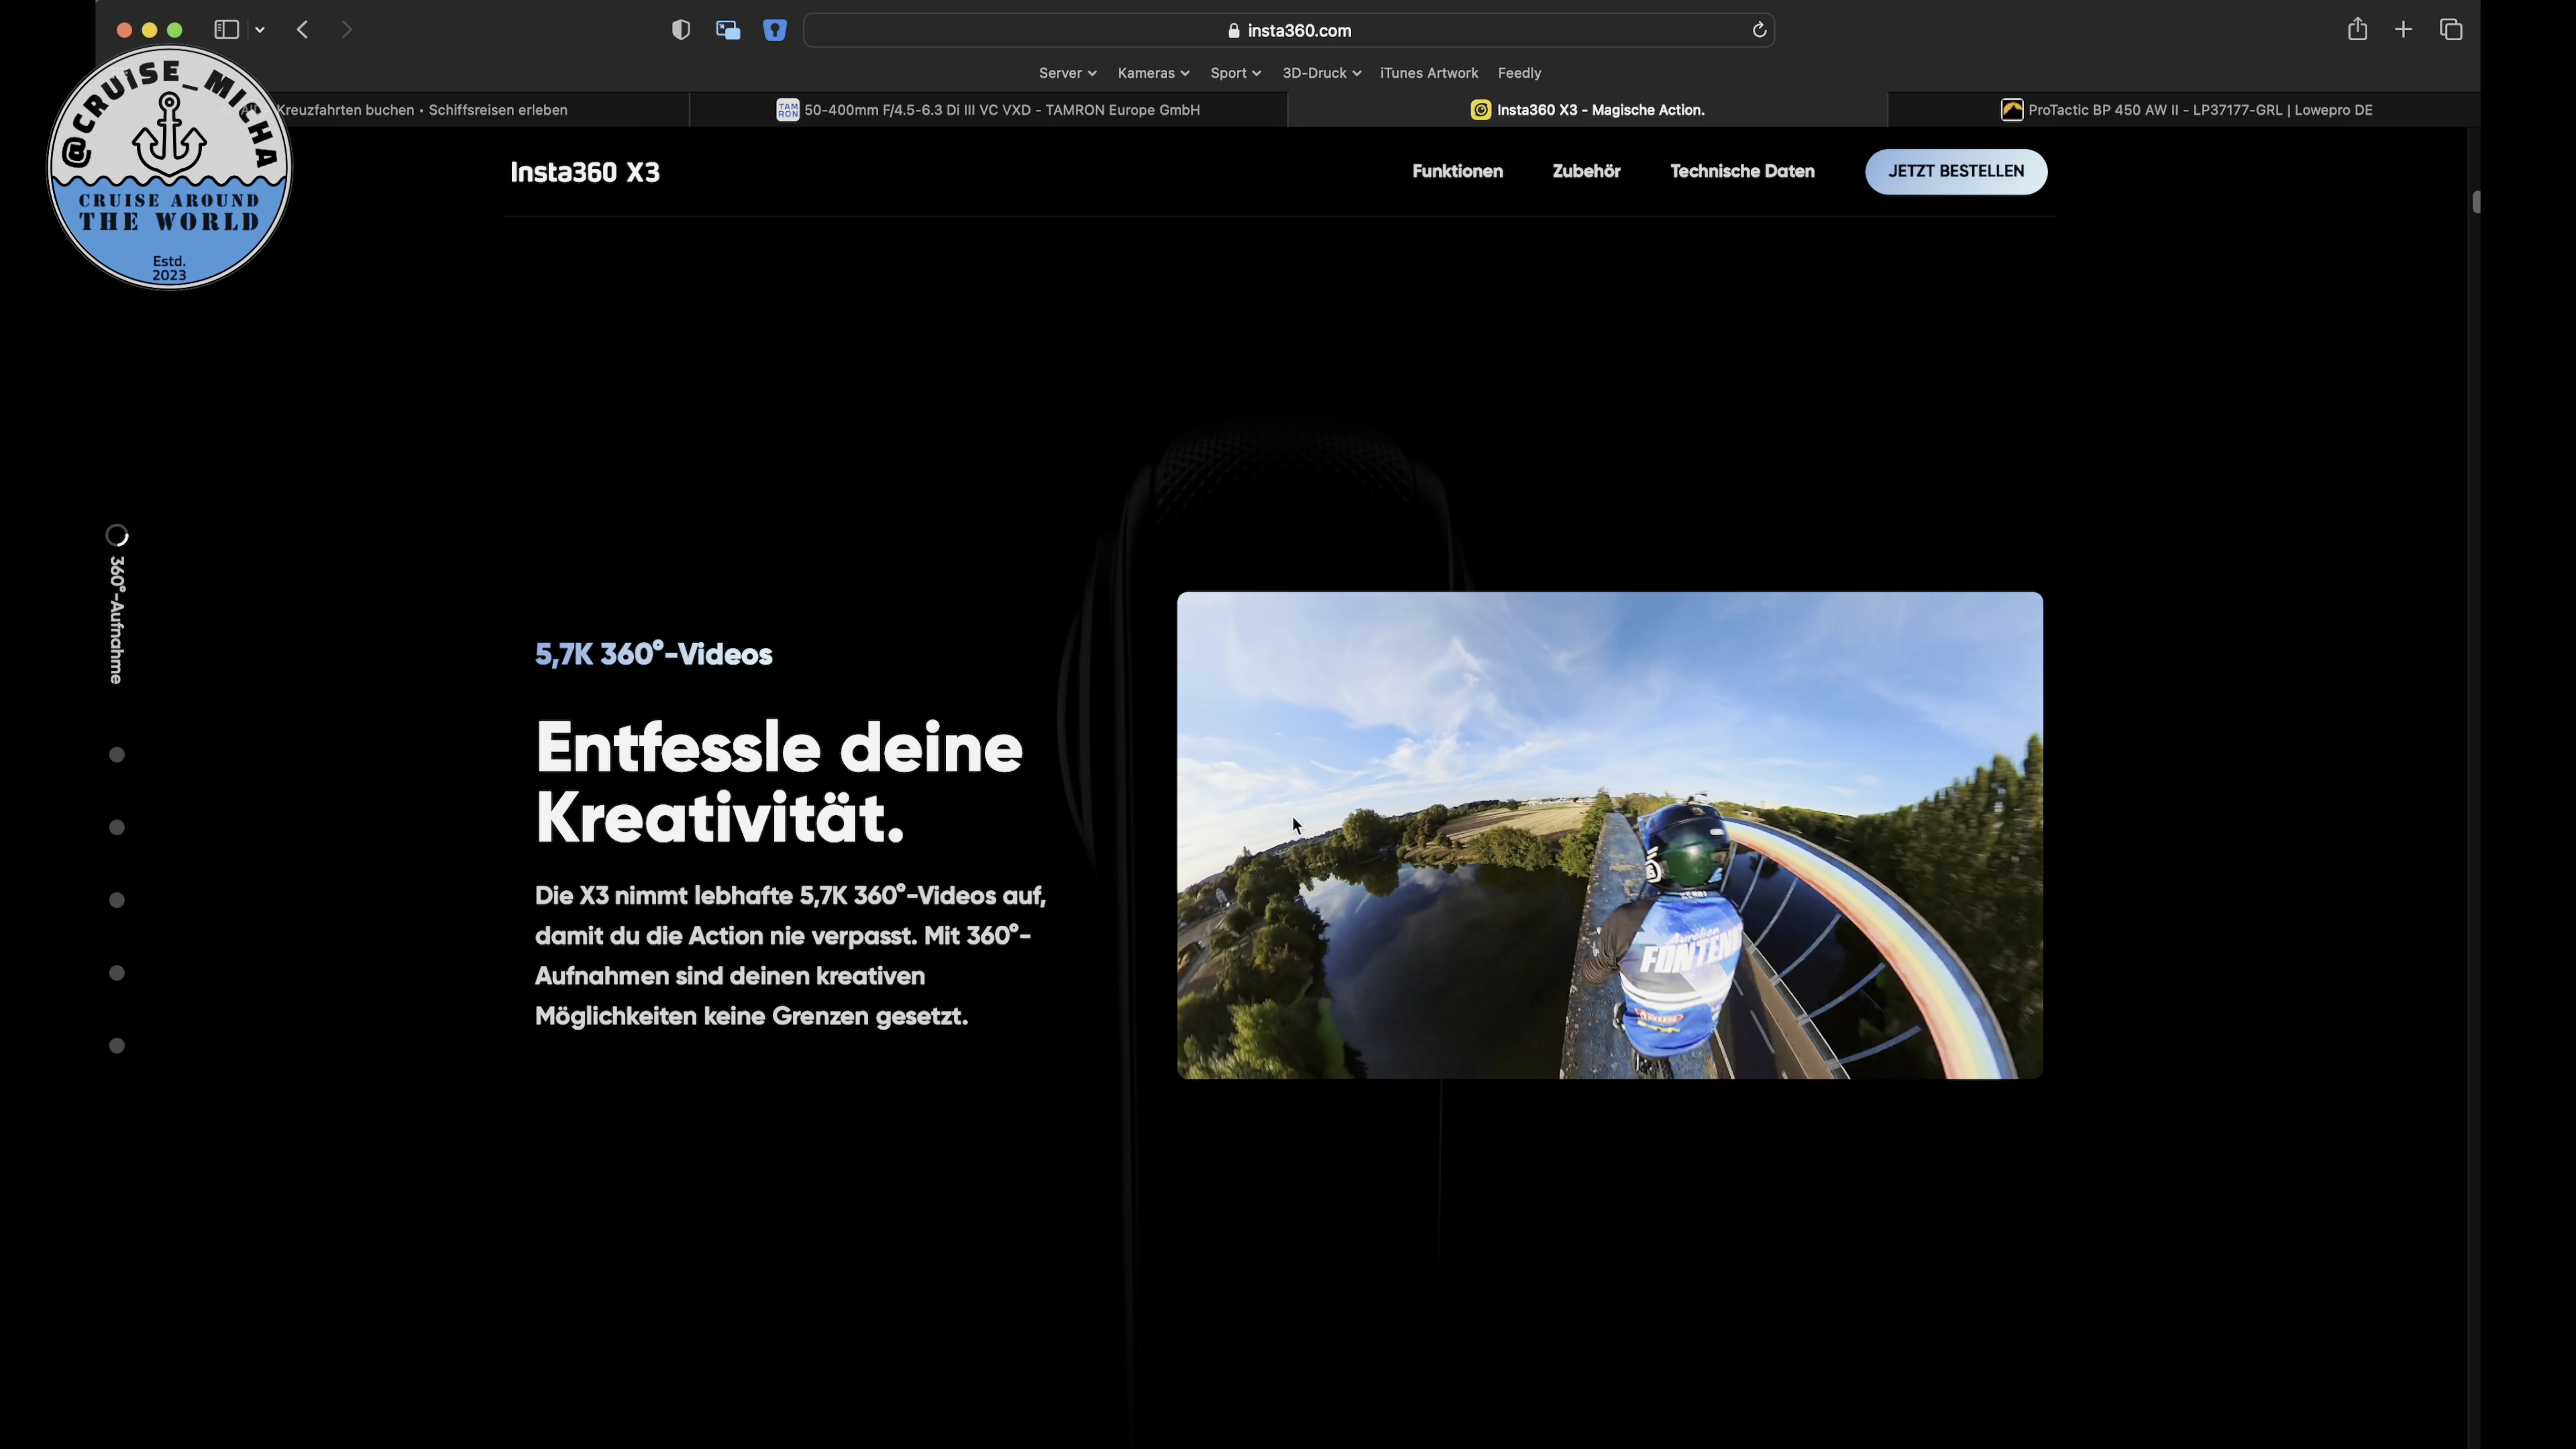 insta360.com
Server Kameras Sport 3D-Druck iTunes Artwork Feedly
Kreuzfahrten buchen • Schiffsreisen erleben
TAMRON 50-400mm F/4.5-6.3 Di III VC VXD - TAMRON Europe GmbH
Insta360 X3 - Magische Action.
ProTactic BP 450 AW II - LP37177-GRL | Lowepro DE
@CRUISE_MICHA
CRUISE AROUND
THE WORLD
Estd.
2023
Insta360 X3
Funktionen Zubehör Technische Daten JETZT BESTELLEN
360°-Aufnahme
5,7K 360°-Videos
Entfessle deine
Kreativität.
Die X3 nimmt lebhafte 5,7K 360°-Videos auf,
damit du die Action nie verpasst. Mit 360°-
Aufnahmen sind deinen kreativen
Möglichkeiten keine Grenzen gesetzt.
Aurelien
FONTENOY